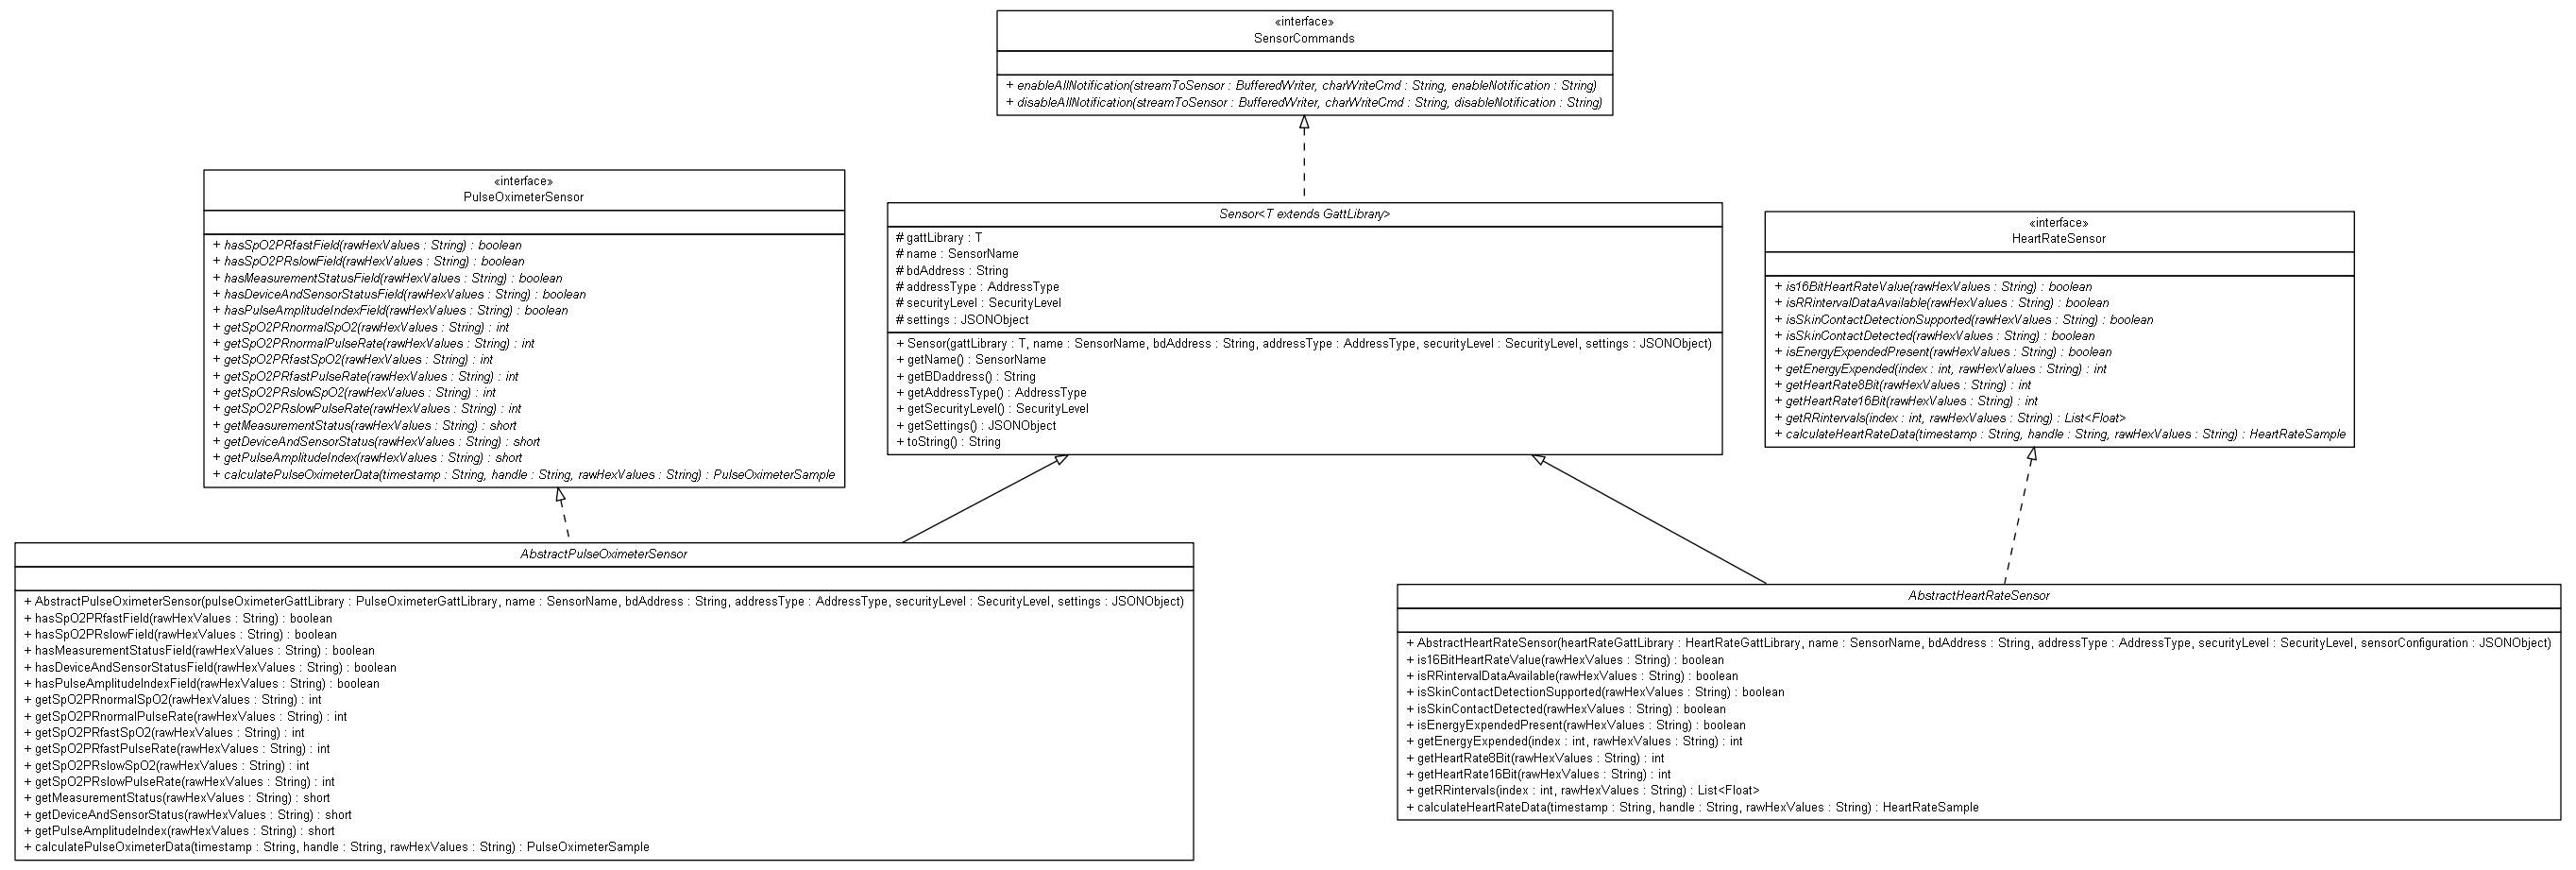 «interface»
SensorCommands
+ enableAllNotification(streamToSensor : BufferedWriter, charWriteCmd : String, enableNotification : String)
+ disableAllNotification(streamToSensor : BufferedWriter, charWriteCmd : String, disableNotification : String)
«interface»
PulseOximeterSensor
+ hasSpO2PRfastField(rawHexValues : String) : boolean
+ hasSpO2PRslowField(rawHexValues : String) : boolean
+ hasMeasurementStatusField(rawHexValues : String) : boolean
+ hasDeviceAndSensorStatusField(rawHexValues : String) : boolean
+ hasPulseAmplitudeIndexField(rawHexValues : String) : boolean
+ getSpO2PRnormalSpO2(rawHexValues : String) : int
+ getSpO2PRnormalPulseRate(rawHexValues : String) : int
+ getSpO2PRfastSpO2(rawHexValues : String) : int
+ getSpO2PRfastPulseRate(rawHexValues : String) : int
+ getSpO2PRslowSpO2(rawHexValues : String) : int
+ getSpO2PRslowPulseRate(rawHexValues : String) : int
+ getMeasurementStatus(rawHexValues : String) : short
+ getDeviceAndSensorStatus(rawHexValues : String) : short
+ getPulseAmplitudeIndex(rawHexValues : String) : short
+ calculatePulseOximeterData(timestamp : String, handle : String, rawHexValues : String) : PulseOximeterSample
Sensor<T extends GattLibrary>
# gattLibrary : T
# name : SensorName
# bdAddress : String
# addressType : AddressType
# securityLevel : SecurityLevel
# settings : JSONObject
+ Sensor(gattLibrary : T, name : SensorName, bdAddress : String, addressType : AddressType, securityLevel : SecurityLevel, settings : JSONObject)
+ getName() : SensorName
+ getBDaddress() : String
+ getAddressType() : AddressType
+ getSecurityLevel() : SecurityLevel
+ getSettings() : JSONObject
+ toString() : String
«interface»
HeartRateSensor
+ is16BitHeartRateValue(rawHexValues : String) : boolean
+ isRRintervalDataAvailable(rawHexValues : String) : boolean
+ isSkinContactDetectionSupported(rawHexValues : String) : boolean
+ isSkinContactDetected(rawHexValues : String) : boolean
+ isEnergyExpendedPresent(rawHexValues : String) : boolean
+ getEnergyExpended(index : int, rawHexValues : String) : int
+ getHeartRate8Bit(rawHexValues : String) : int
+ getHeartRate16Bit(rawHexValues : String) : int
+ getRRintervals(index : int, rawHexValues : String) : List<Float>
+ calculateHeartRateData(timestamp : String, handle : String, rawHexValues : String) : HeartRateSample
AbstractPulseOximeterSensor
+ AbstractPulseOximeterSensor(pulseOximeterGattLibrary : PulseOximeterGattLibrary, name : SensorName, bdAddress : String, addressType : AddressType, securityLevel : SecurityLevel, settings : JSONObject)
+ hasSpO2PRfastField(rawHexValues : String) : boolean
+ hasSpO2PRslowField(rawHexValues : String) : boolean
+ hasMeasurementStatusField(rawHexValues : String) : boolean
+ hasDeviceAndSensorStatusField(rawHexValues : String) : boolean
+ hasPulseAmplitudeIndexField(rawHexValues : String) : boolean
+ getSpO2PRnormalSpO2(rawHexValues : String) : int
+ getSpO2PRnormalPulseRate(rawHexValues : String) : int
+ getSpO2PRfastSpO2(rawHexValues : String) : int
+ getSpO2PRfastPulseRate(rawHexValues : String) : int
+ getSpO2PRslowSpO2(rawHexValues : String) : int
+ getSpO2PRslowPulseRate(rawHexValues : String) : int
+ getMeasurementStatus(rawHexValues : String) : short
+ getDeviceAndSensorStatus(rawHexValues : String) : short
+ getPulseAmplitudeIndex(rawHexValues : String) : short
+ calculatePulseOximeterData(timestamp : String, handle : String, rawHexValues : String) : PulseOximeterSample
AbstractHeartRateSensor
+ AbstractHeartRateSensor(heartRateGattLibrary : HeartRateGattLibrary, name : SensorName, bdAddress : String, addressType : AddressType, securityLevel : SecurityLevel, sensorConfiguration : JSONObject)
+ is16BitHeartRateValue(rawHexValues : String) : boolean
+ isRRintervalDataAvailable(rawHexValues : String) : boolean
+ isSkinContactDetectionSupported(rawHexValues : String) : boolean
+ isSkinContactDetected(rawHexValues : String) : boolean
+ isEnergyExpendedPresent(rawHexValues : String) : boolean
+ getEnergyExpended(index : int, rawHexValues : String) : int
+ getHeartRate8Bit(rawHexValues : String) : int
+ getHeartRate16Bit(rawHexValues : String) : int
+ getRRintervals(index : int, rawHexValues : String) : List<Float>
+ calculateHeartRateData(timestamp : String, handle : String, rawHexValues : String) : HeartRateSample